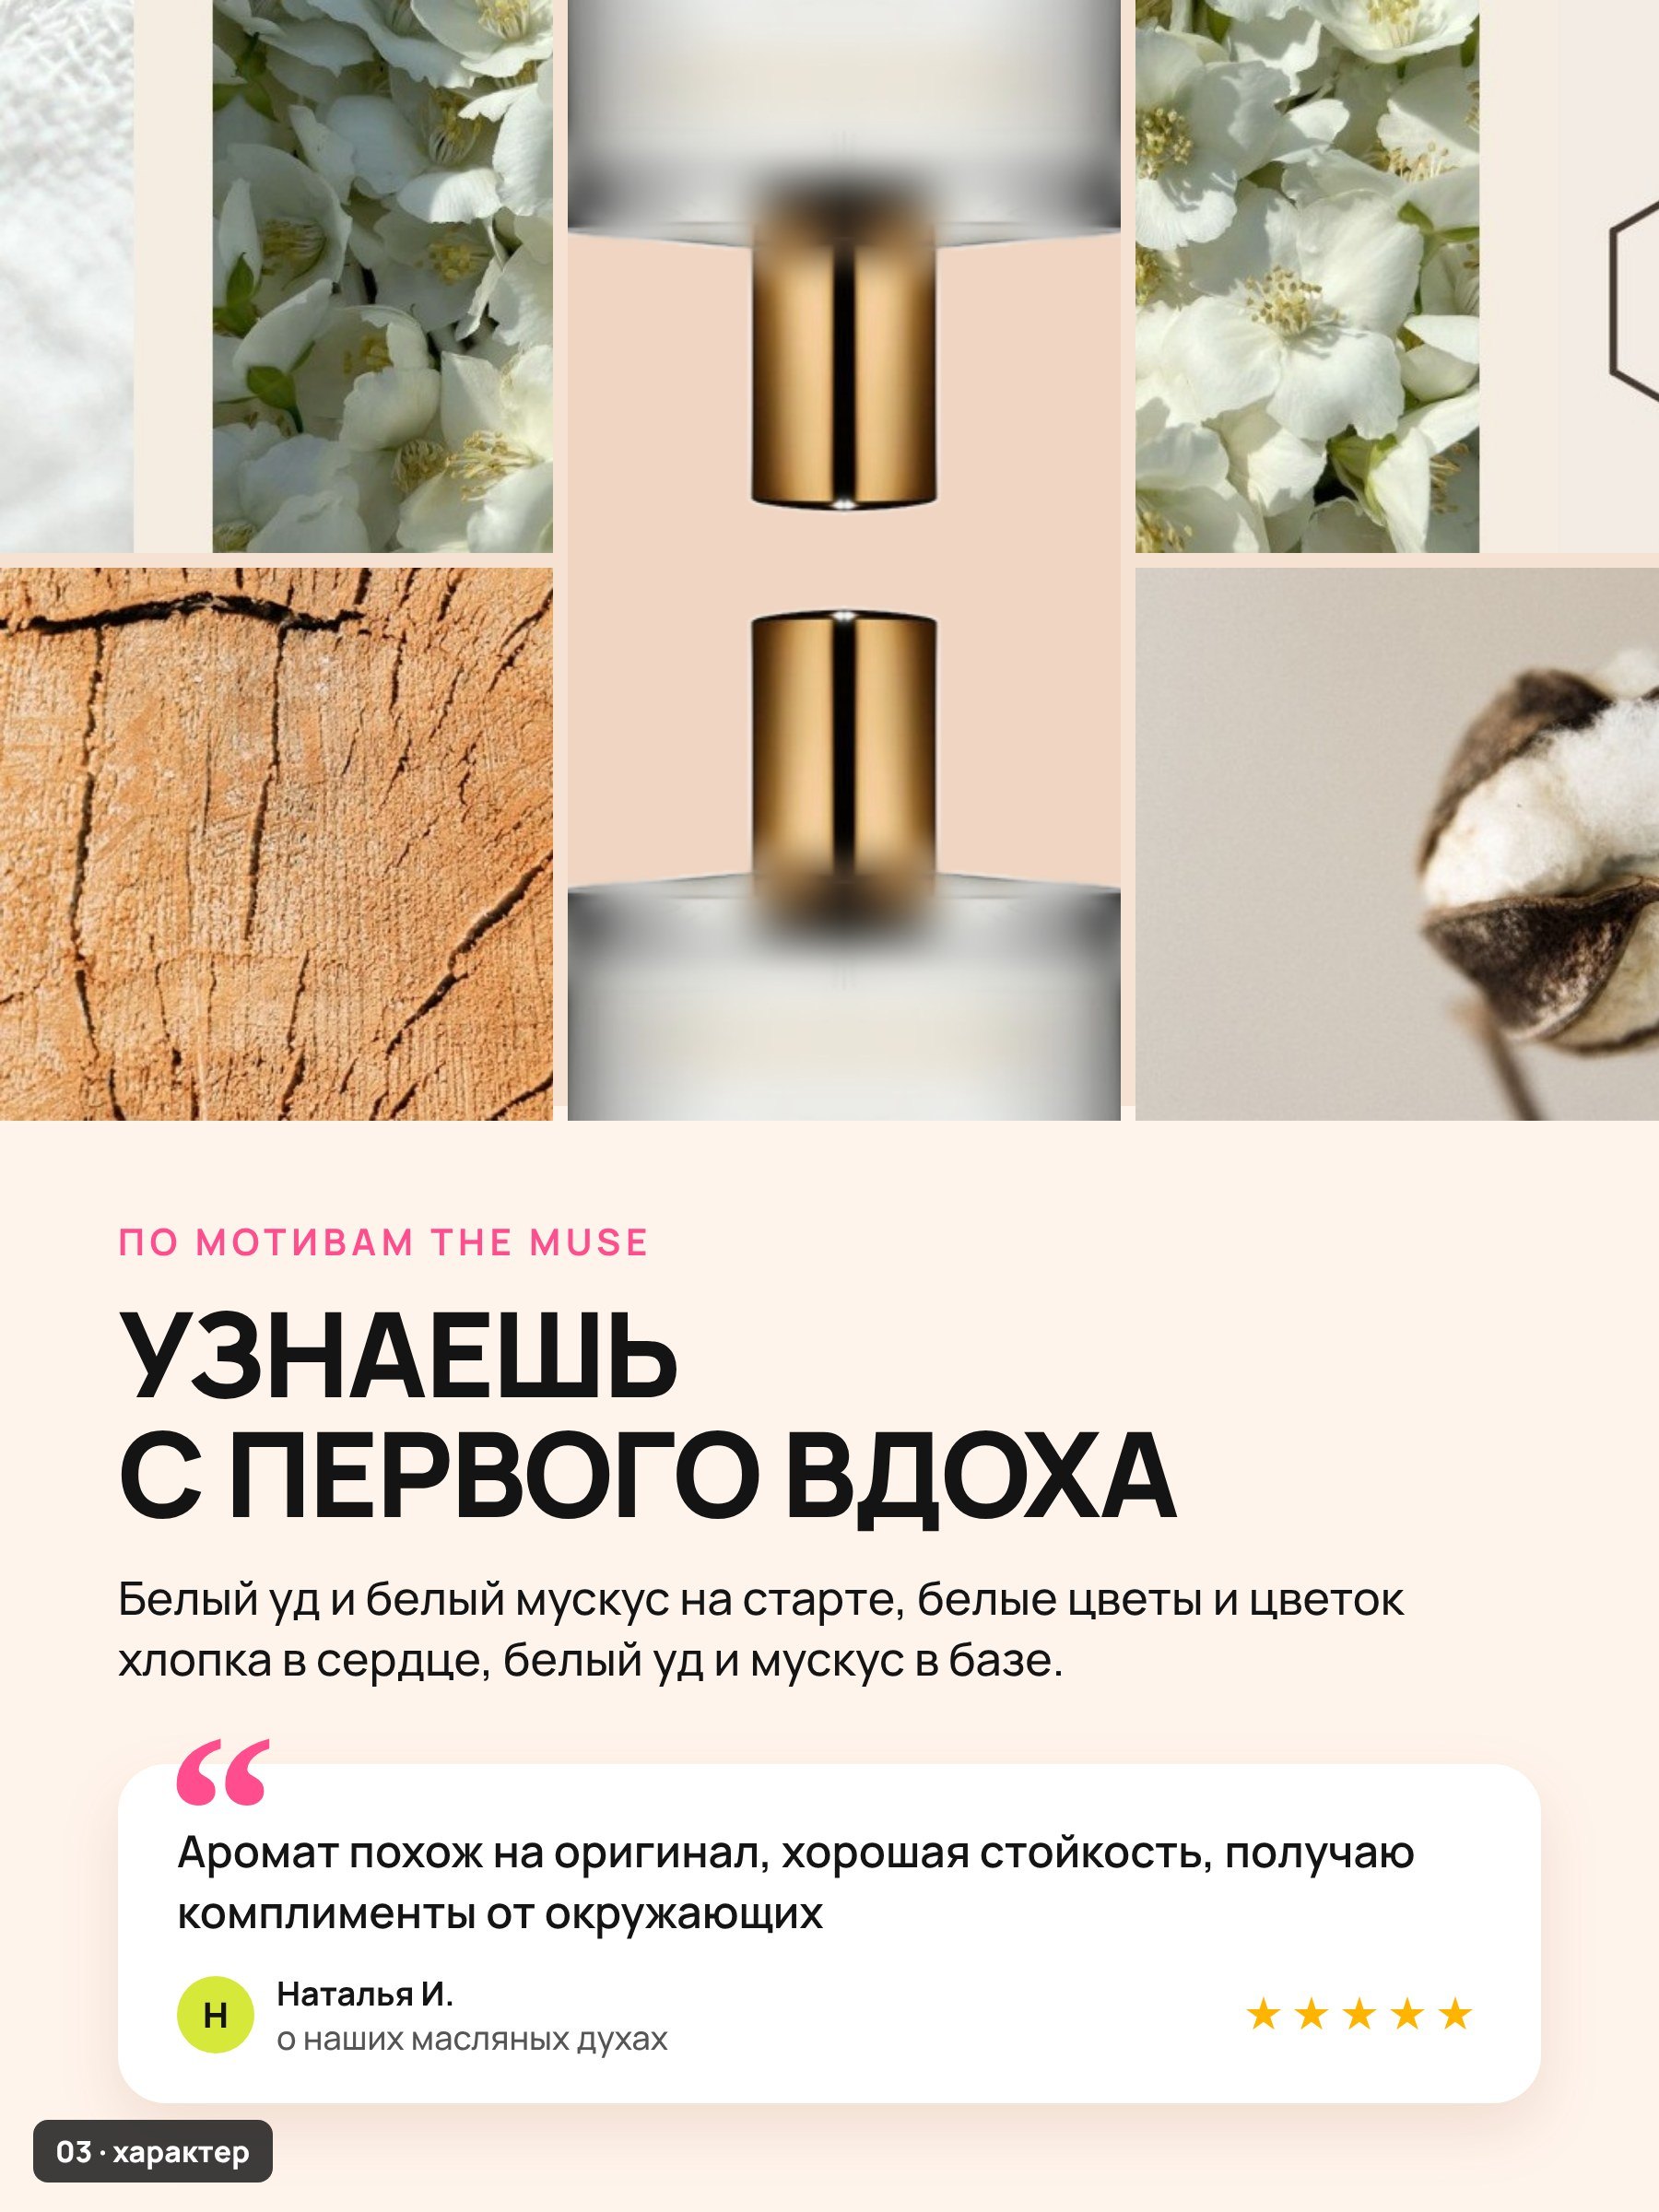 ПО МОТИВАМ THE MUSE
УЗНАЕШЬ
С ПЕРВОГО ВДОХА
Белый уд и белый мускус на старте, белые цветы и цветок
хлопка в сердце, белый уд и мускус в базе.
“
Аромат похож на оригинал, хорошая стойкость, получаю
комплименты от окружающих
Н
Наталья И.
о наших масляных духах
★★★★★
03 · характер